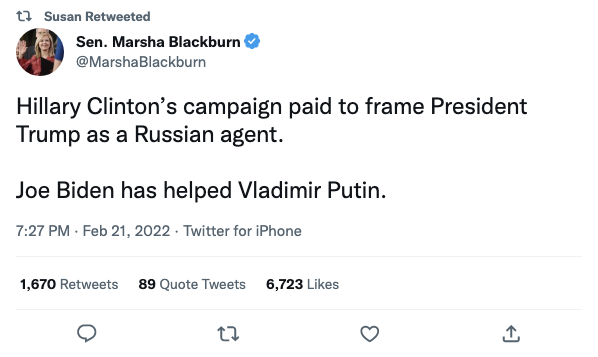 Susan Retweeted
Sen. Marsha Blackburn
@MarshaBlackburn
Hillary Clinton’s campaign paid to frame President
Trump as a Russian agent.
Joe Biden has helped Vladimir Putin.
7:27 PM · Feb 21, 2022 · Twitter for iPhone
1,670 Retweets 89 Quote Tweets 6,723 Likes